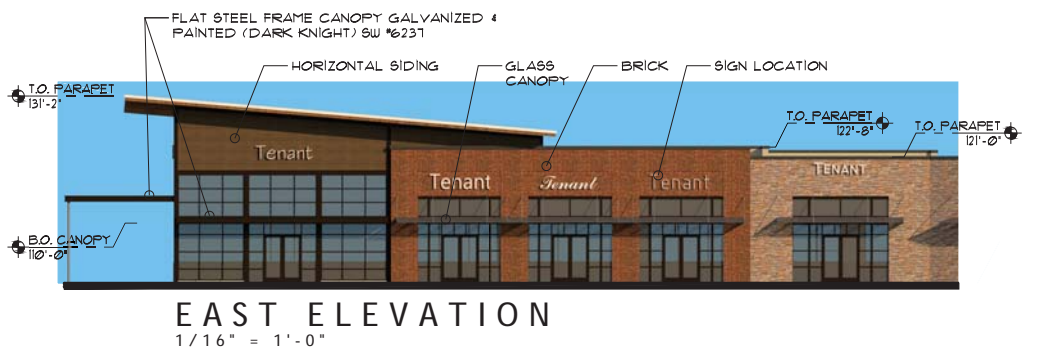 FLAT STEEL FRAME CANOPY GALVANIZED &
PAINTED (DARK KNIGHT) SW #6237
HORIZONTAL SIDING
GLASS
CANOPY
BRICK
SIGN LOCATION
T.O. PARAPET
131'-2"
T.O. PARAPET
122'-8"
T.O. PARAPET
121'-0"
Tenant
Tenant
Tenant
Tenant
TENANT
B.O. CANOPY
110'-0"
EAST ELEVATION
1/16" = 1'-0"